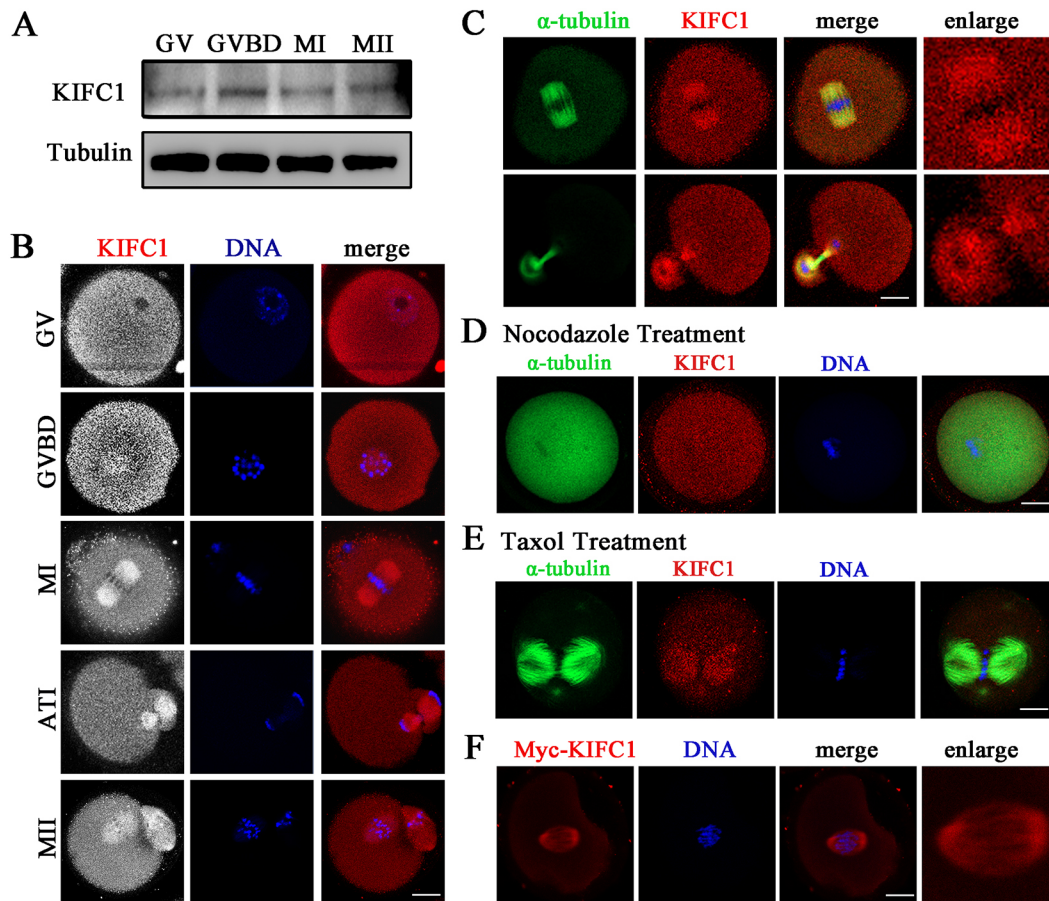 A
GV GVBD MI MII
KIFC1
Tubulin
B
KIFC1 DNA merge
GV
GVBD
MI
ATI
MII
C
α-tubulin KIFC1 merge enlarge
D Nocodazole Treatment
α-tubulin KIFC1 DNA
E Taxol Treatment
α-tubulin KIFC1 DNA
F
Myc-KIFC1 DNA merge enlarge